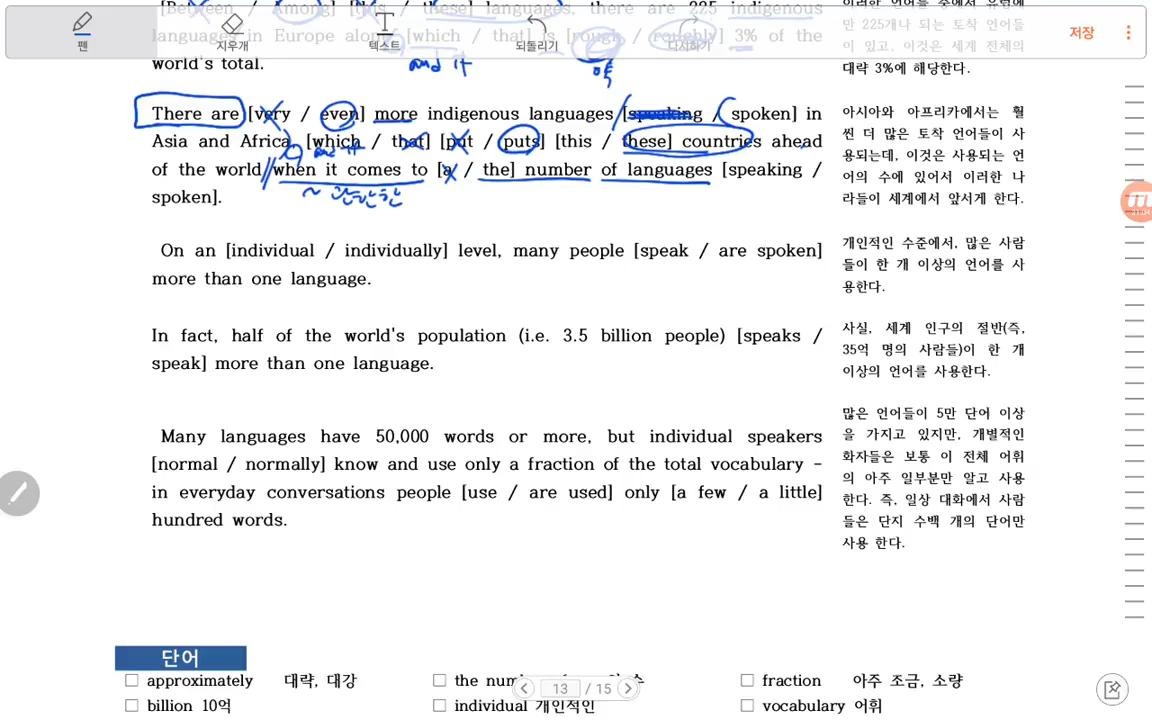 [Between / Among] [this / these] languages, there are 225 indigenous
languages in Europe alone, [which / that] is [rough / roughly] 3% of the
world's total.
and it
약
펜
지우개
텍스트
되돌리기
다시하기
저장
There are [very / even] more indigenous languages [speaking / spoken] in
Asia and Africa, [which / that] [put / puts] [this / these] countries ahead
and it
of the world when it comes to [a / the] number of languages [speaking /
spoken].
~ 관한한
On an [individual / individually] level, many people [speak / are spoken]
more than one language.
In fact, half of the world's population (i.e. 3.5 billion people) [speaks /
speak] more than one language.
Many languages have 50,000 words or more, but individual speakers
[normal / normally] know and use only a fraction of the total vocabulary -
in everyday conversations people [use / are used] only [a few / a little]
hundred words.
이러한 언어들 중에서 유럽에
만 225개나 되는 토착 언어들
이 있고, 이것은 세계 전체의
대략 3%에 해당한다.
아시아와 아프리카에서는 훨
씬 더 많은 토착 언어들이 사
용되는데, 이것은 사용되는 언
어의 수에 있어서 이러한 나
라들이 세계에서 앞서게 한다.
개인적인 수준에서, 많은 사람
들이 한 개 이상의 언어를 사
용한다.
사실, 세계 인구의 절반(즉,
35억 명의 사람들)이 한 개
이상의 언어를 사용한다.
많은 언어들이 5만 단어 이상
을 가지고 있지만, 개별적인
화자들은 보통 이 전체 어휘
의 아주 일부분만 알고 사용
한다. 즉, 일상 대화에서 사람
들은 단지 수백 개의 단어만
사용 한다.
단어
□ approximately 대략, 대강
□ the 수
□ fraction 아주 조금, 소량
13 / 15
□ billion 10억
□ individual 개인적인
□ vocabulary 어휘